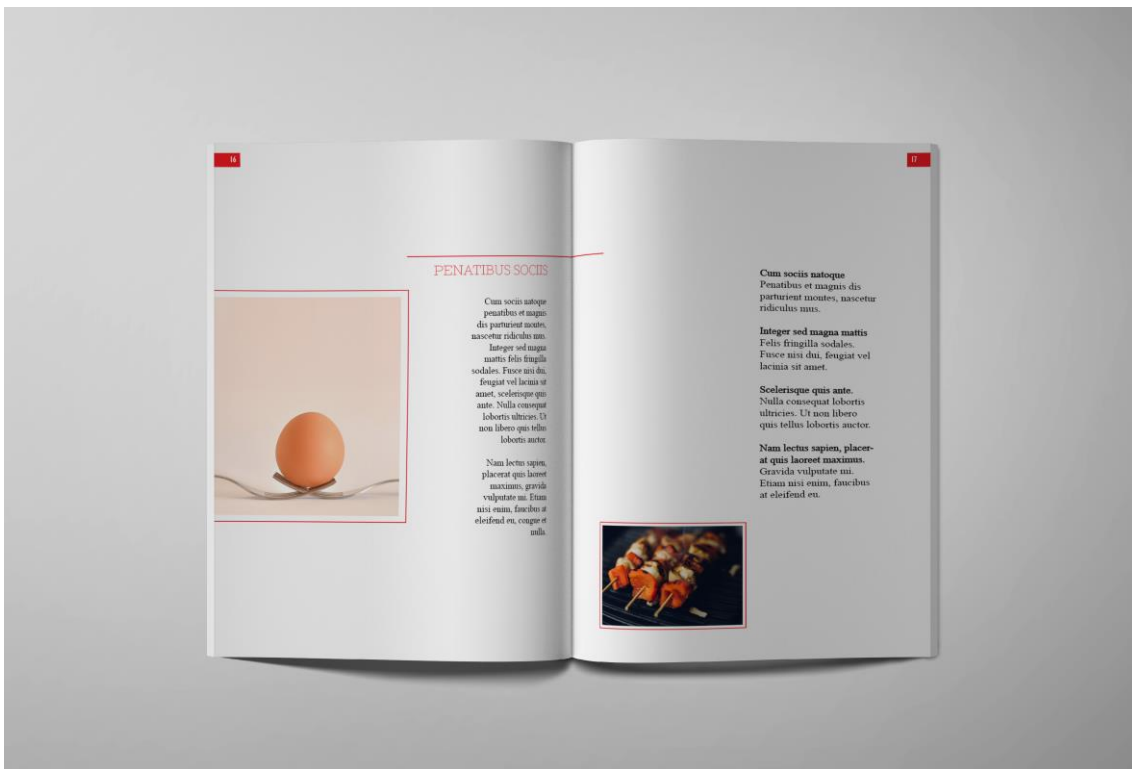 16
PENATIBUS SOCIIS
Cum sociis natoque
penatibus et magnis
dis parturient montes,
nascetur ridiculus mus.
Integer sed magna
mattis felis fringilla
sodales. Fusce nisi dui,
feugiat vel lacinia sit
amet, scelerisque quis
ante. Nulla consequat
lobortis ultricies. Ut
non libero quis tellus
lobortis auctor.
Nam lectus sapien,
placerat quis laoreet
maximus, gravida
vulputate mi. Etiam
nisi enim, faucibus at
eleifend eu, congue et
nulla.
17
Cum sociis natoque
Penatibus et magnis dis
parturient montes, nascetur
ridiculus mus.
Integer sed magna mattis
Felis fringilla sodales.
Fusce nisi dui, feugiat vel
lacinia sit amet.
Scelerisque quis ante.
Nulla consequat lobortis
ultricies. Ut non libero
quis tellus lobortis auctor.
Nam lectus sapien, placer-
at quis laoreet maximus.
Gravida vulputate mi.
Etiam nisi enim, faucibus
at eleifend eu.